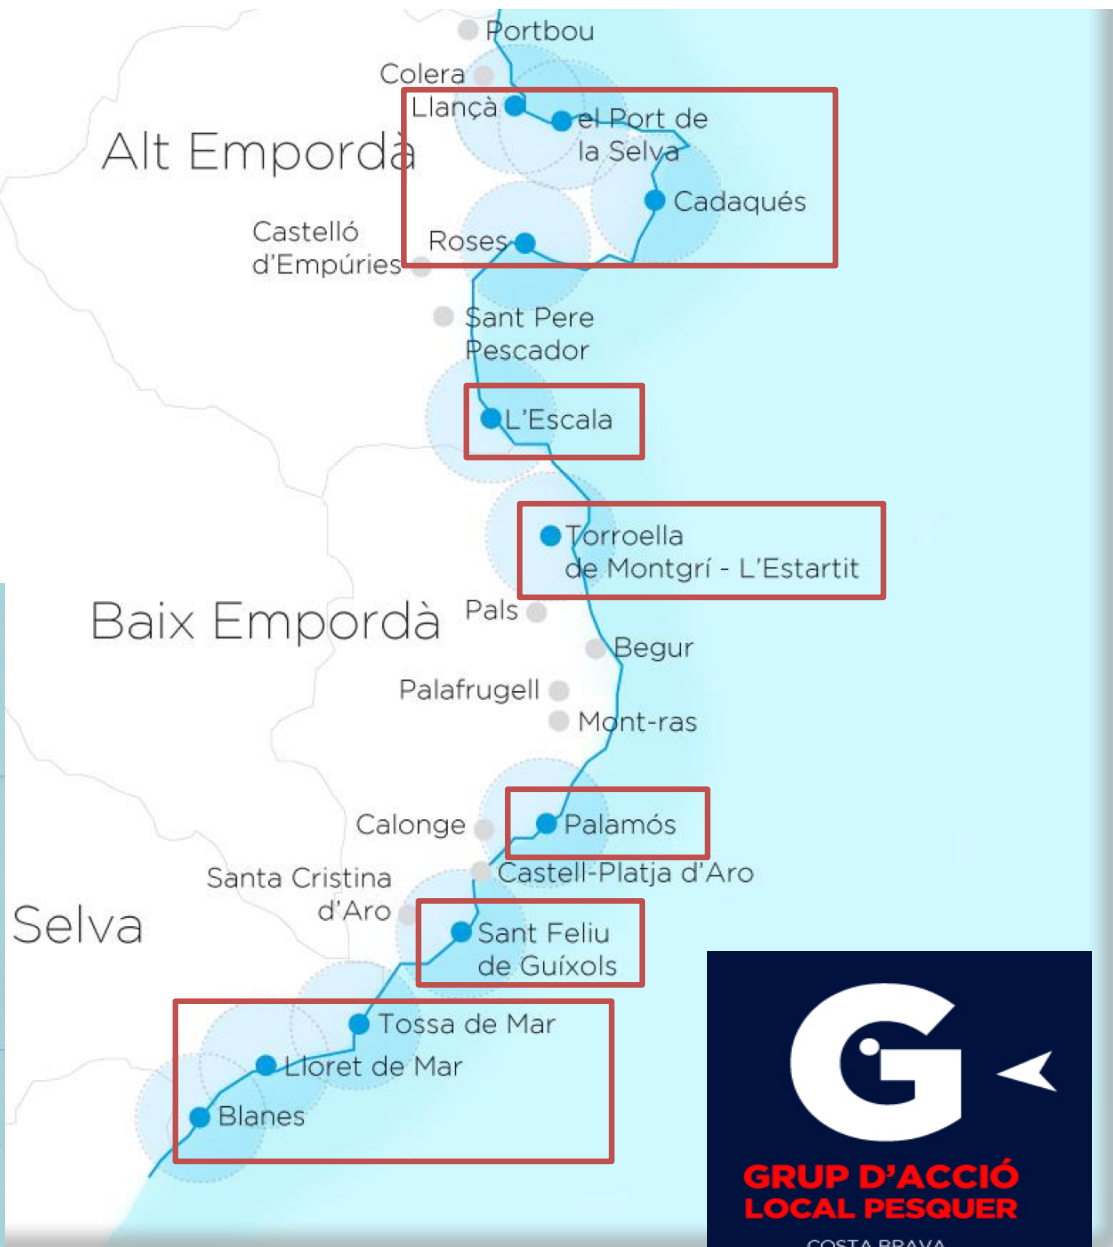 Portbou
Colera
Llançà
el Port de
la Selva
Alt Empordà
Cadaqués
Castelló
d'Empúries
Roses
Sant Pere
Pescador
L'Escala
Torroella
de Montgrí - L'Estartit
Baix Empordà
Pals
Begur
Palafrugell
Mont-ras
Calonge
Palamós
Castell-Platja d'Aro
Santa Cristina
d'Aro
Selva
Sant Feliu
de Guíxols
Tossa de Mar
Lloret de Mar
Blanes
G
GRUP D'ACCIÓ
LOCAL PESQUER
COSTA BRAVA